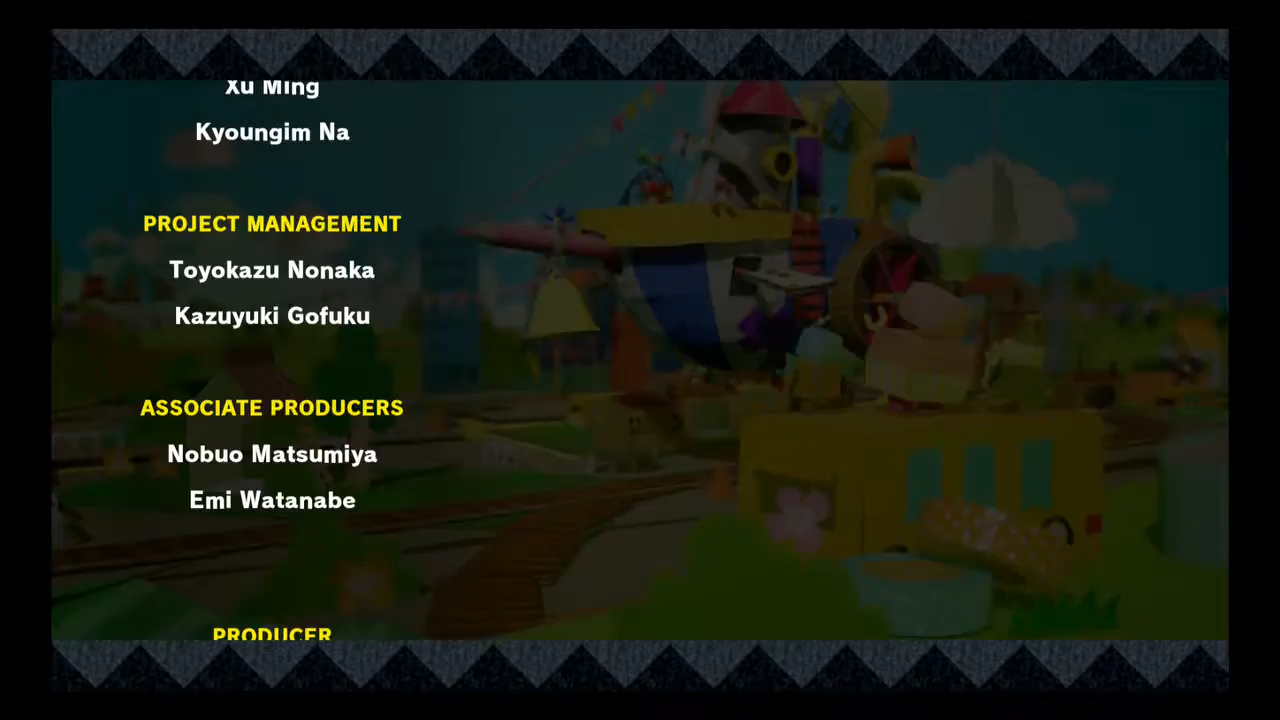 Xu Ming
Kyoungim Na
PROJECT MANAGEMENT
Toyokazu Nonaka
Kazuyuki Gofuku
ASSOCIATE PRODUCERS
Nobuo Matsumiya
Emi Watanabe
PRODUCER